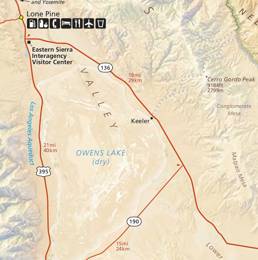 and Yosemite
Lone Pine
Eastern Sierra
Interagency
Visitor Center
136
VALLEY
18mi
29km
Cerro Gordo Peak
9184ft
2799m
Conglomerate
Mesa
Keeler
Los Angeles Aqueduct
21mi
40km
OWENS LAKE
(dry)
Malpais Mesa
395
190
15mi
24km
Lower